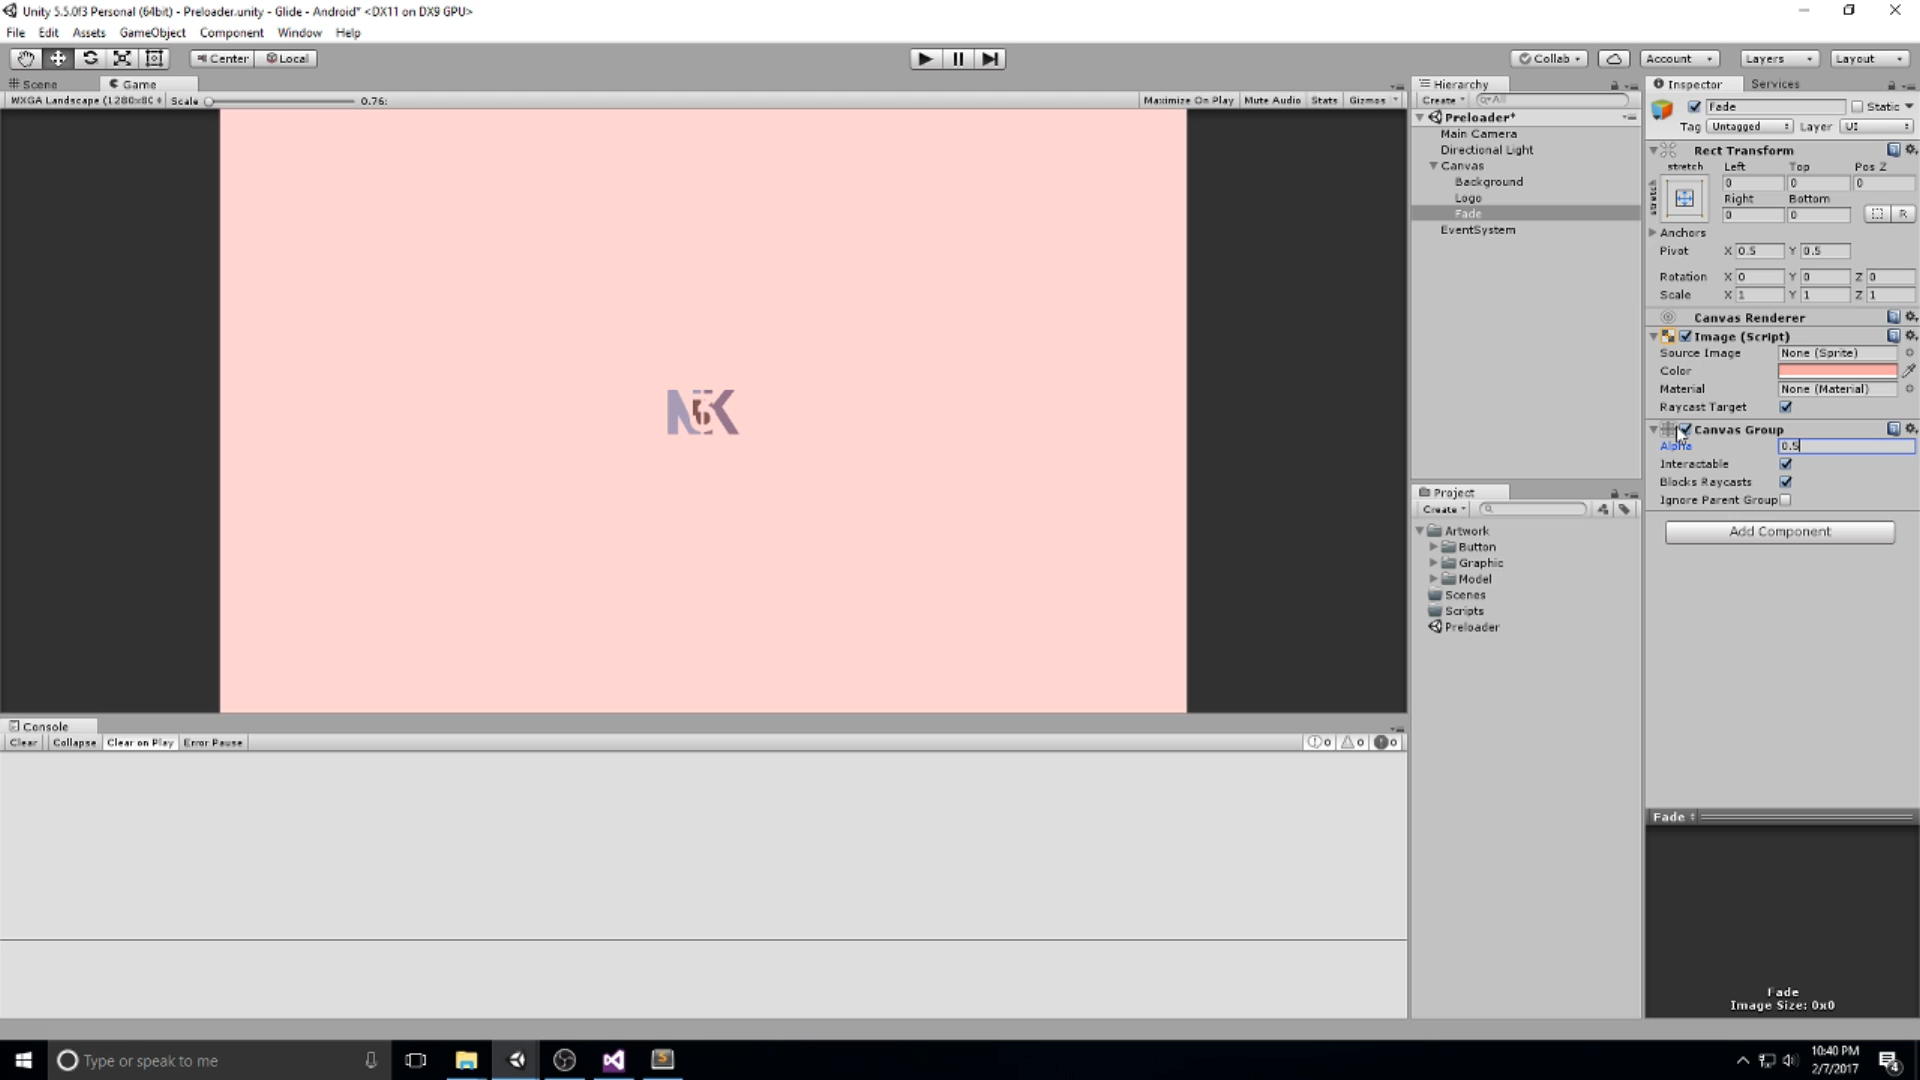 Unity 5.5.0f3 Personal (64bit) - Preloader.unity - Glide - Android* <DX11 on DX9 GPU>
File Edit Assets GameObject Component Window Help
Center Local
Collab Account Layers Layout
Scene Game
WXGA Landscape (1280x80 Scale 0.76: Maximize On Play Mute Audio Stats Gizmos
NK
Console
Clear Collapse Clear on Play Error Pause
0 0 0
Hierarchy
Create All
Preloader*
Main Camera
Directional Light
Canvas
Background
Logo
Fade
EventSystem
Project
Create
Artwork
Button
Graphic
Model
Scenes
Scripts
Preloader
Inspector Services
Fade Static
Tag Untagged Layer UI
Rect Transform
stretch Left Top Pos Z
stretch
0 0 0
Right Bottom
0 0 R
Anchors
Pivot X 0.5 Y 0.5
Rotation X 0 Y 0 Z 0
Scale X 1 Y 1 Z 1
Canvas Renderer
Image (Script)
Source Image None (Sprite)
Color
Material None (Material)
Raycast Target
Canvas Group
Alpha 0.5
Interactable
Blocks Raycasts
Ignore Parent Group
Add Component
Fade
Fade
Image Size: 0x0
Type or speak to me
10:40 PM
2/7/2017
4